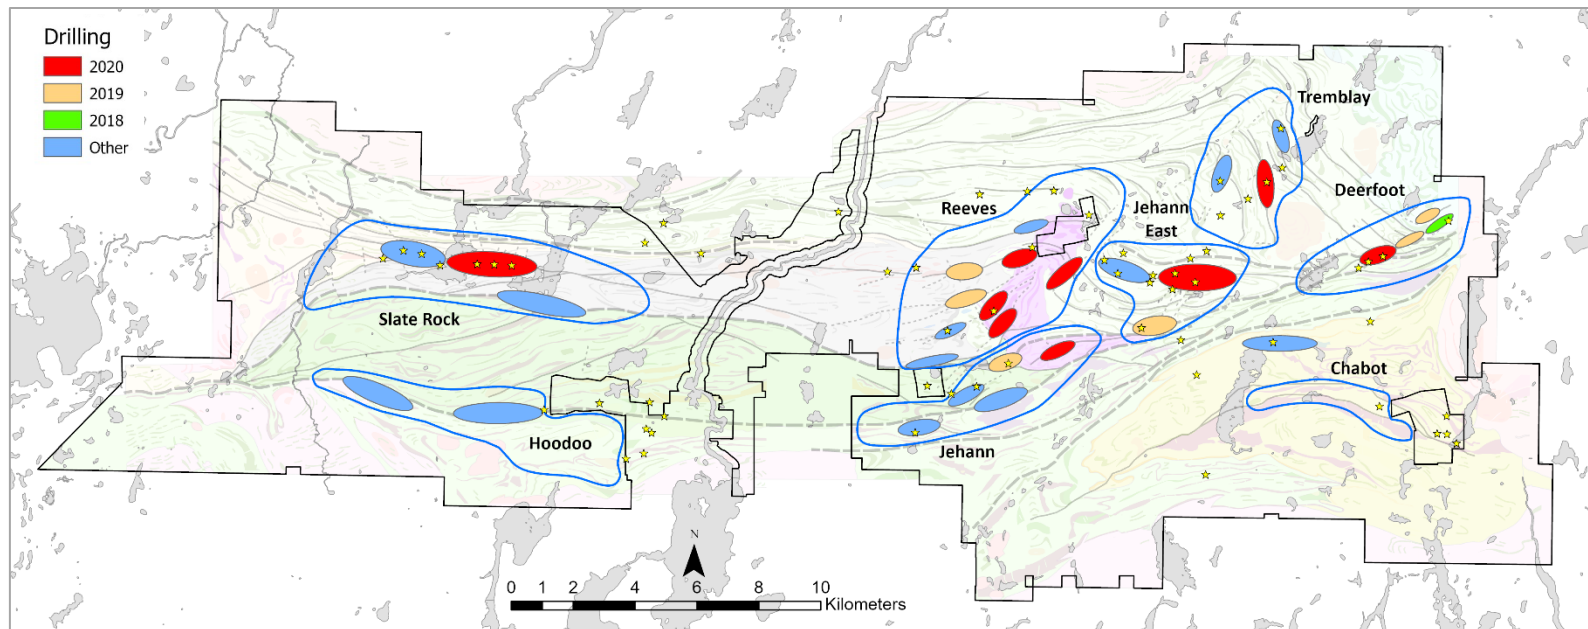 Drilling
2020
2019
2018
Other
Tremblay
Deerfoot
Reeves
Jehann
East
Slate Rock
Chabot
Hoodoo
Jehann
N
0 1 2 4 6 8 10
Kilometers